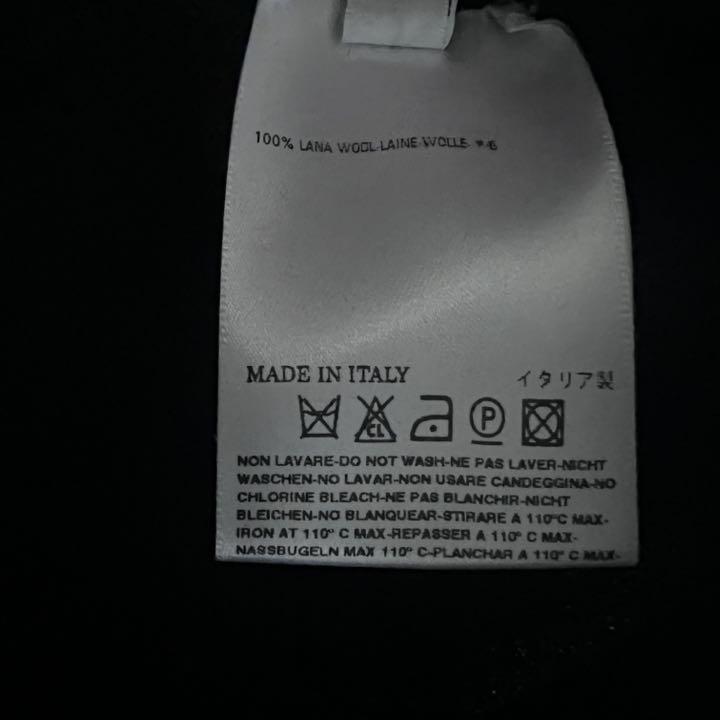 100% LANA WOOL-LAINE-WOLLE
MADE IN ITALY
イタリア製
CL
P
NON LAVARE-DO NOT WASH-NE PAS LAVER-NICHT
WASCHEN-NO LAVAR-NON USARE CANDEGGINA-NO
CHLORINE BLEACH-NE PAS BLANCHIR-NICHT
BLEICHEN-NO BLANQUEAR-STIRARE A 110°C MAX-
IRON AT 110° C MAX-REPASSER A 110° C MAX-
NASSBUGELN MAX 110° C-PLANCHAR A 110° C MAX-